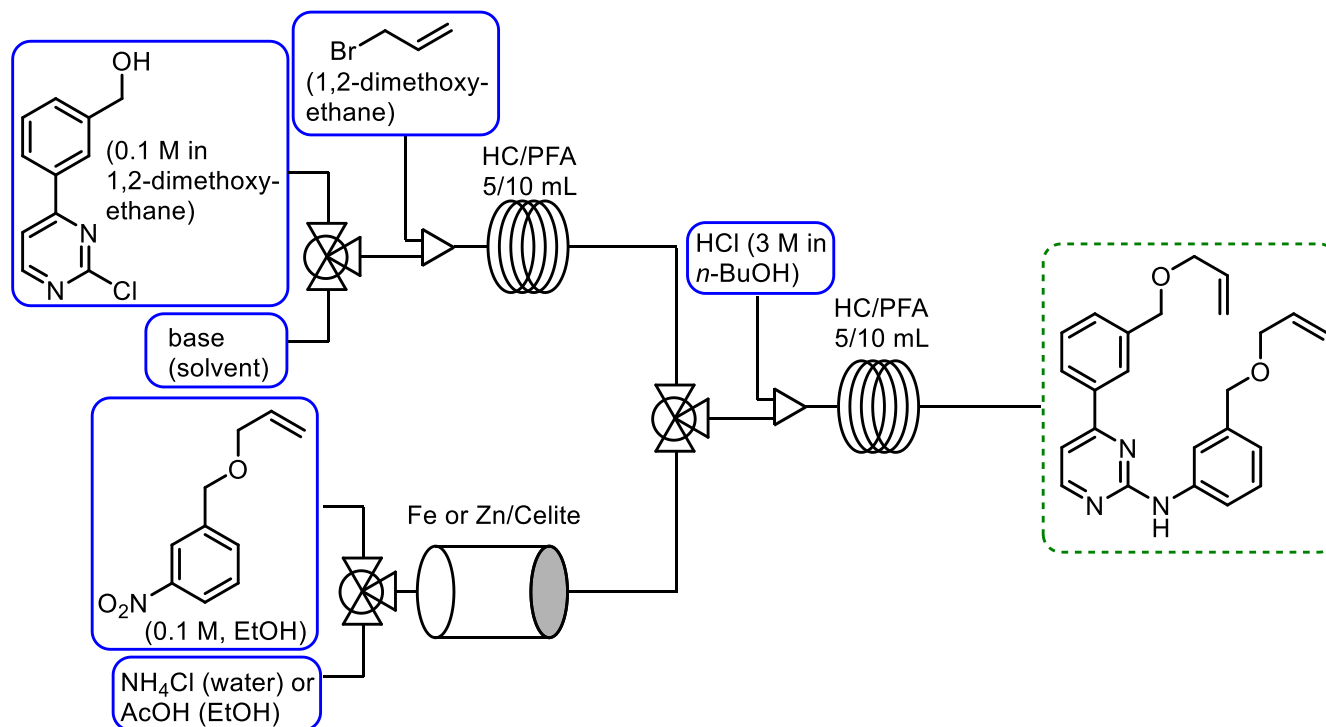 OH
(0.1 M in
1,2-dimethoxy-
ethane)
N
N
Cl
base
(solvent)
Br
(1,2-dimethoxy-
ethane)
HC/PFA
5/10 mL
O
O₂N
(0.1 M, EtOH)
NH₄Cl (water) or
AcOH (EtOH)
Fe or Zn/Celite
HCl (3 M in
n-BuOH)
HC/PFA
5/10 mL
O
O
N
N
N
H